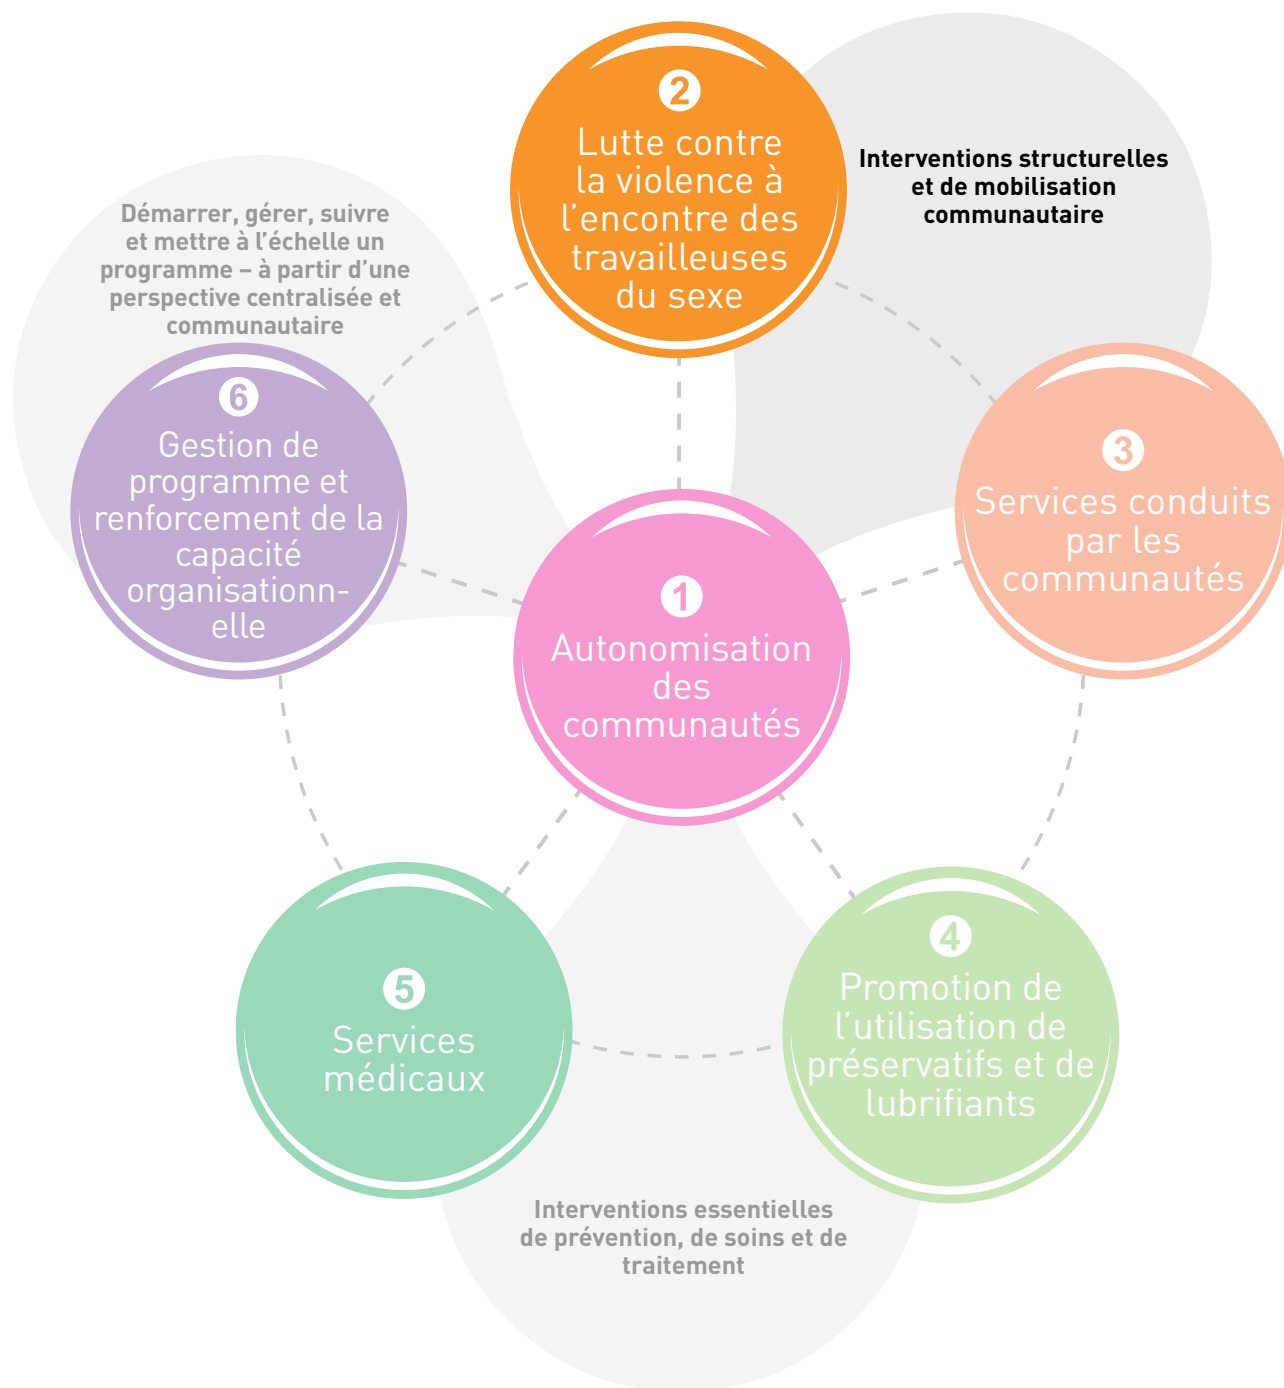 2
Lutte contre
la violence à
l’encontre des
travailleuses
du sexe
Interventions structurelles
et de mobilisation
communautaire
Démarrer, gérer, suivre
et mettre à l’échelle un
programme – à partir d’une
perspective centralisée et
communautaire
6
Gestion de
programme et
renforcement de la
capacité
organisationn-
elle
3
Services conduits
par les
communautés
1
Autonomisation
des
communautés
5
Services
médicaux
4
Promotion de
l’utilisation de
préservatifs et de
lubrifiants
Interventions essentielles
de prévention, de soins et de
traitement